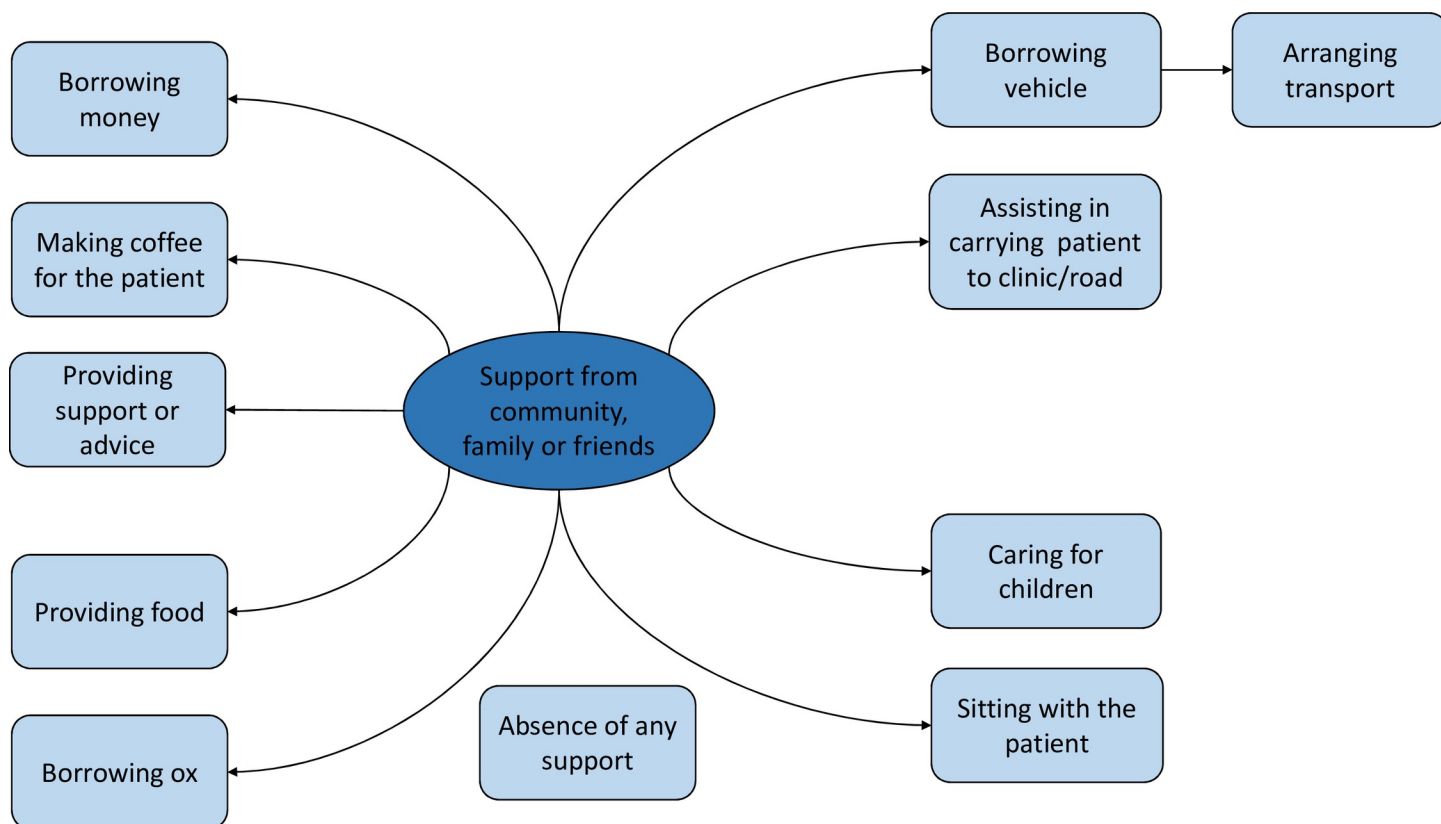 Borrowing
money
Making coffee
for the patient
Providing
support or
advice
Providing food
Borrowing ox
Support from
community,
family or friends
Absence of any
support
Borrowing
vehicle
Arranging
transport
Assisting in
carrying patient
to clinic/road
Caring for
children
Sitting with the
patient